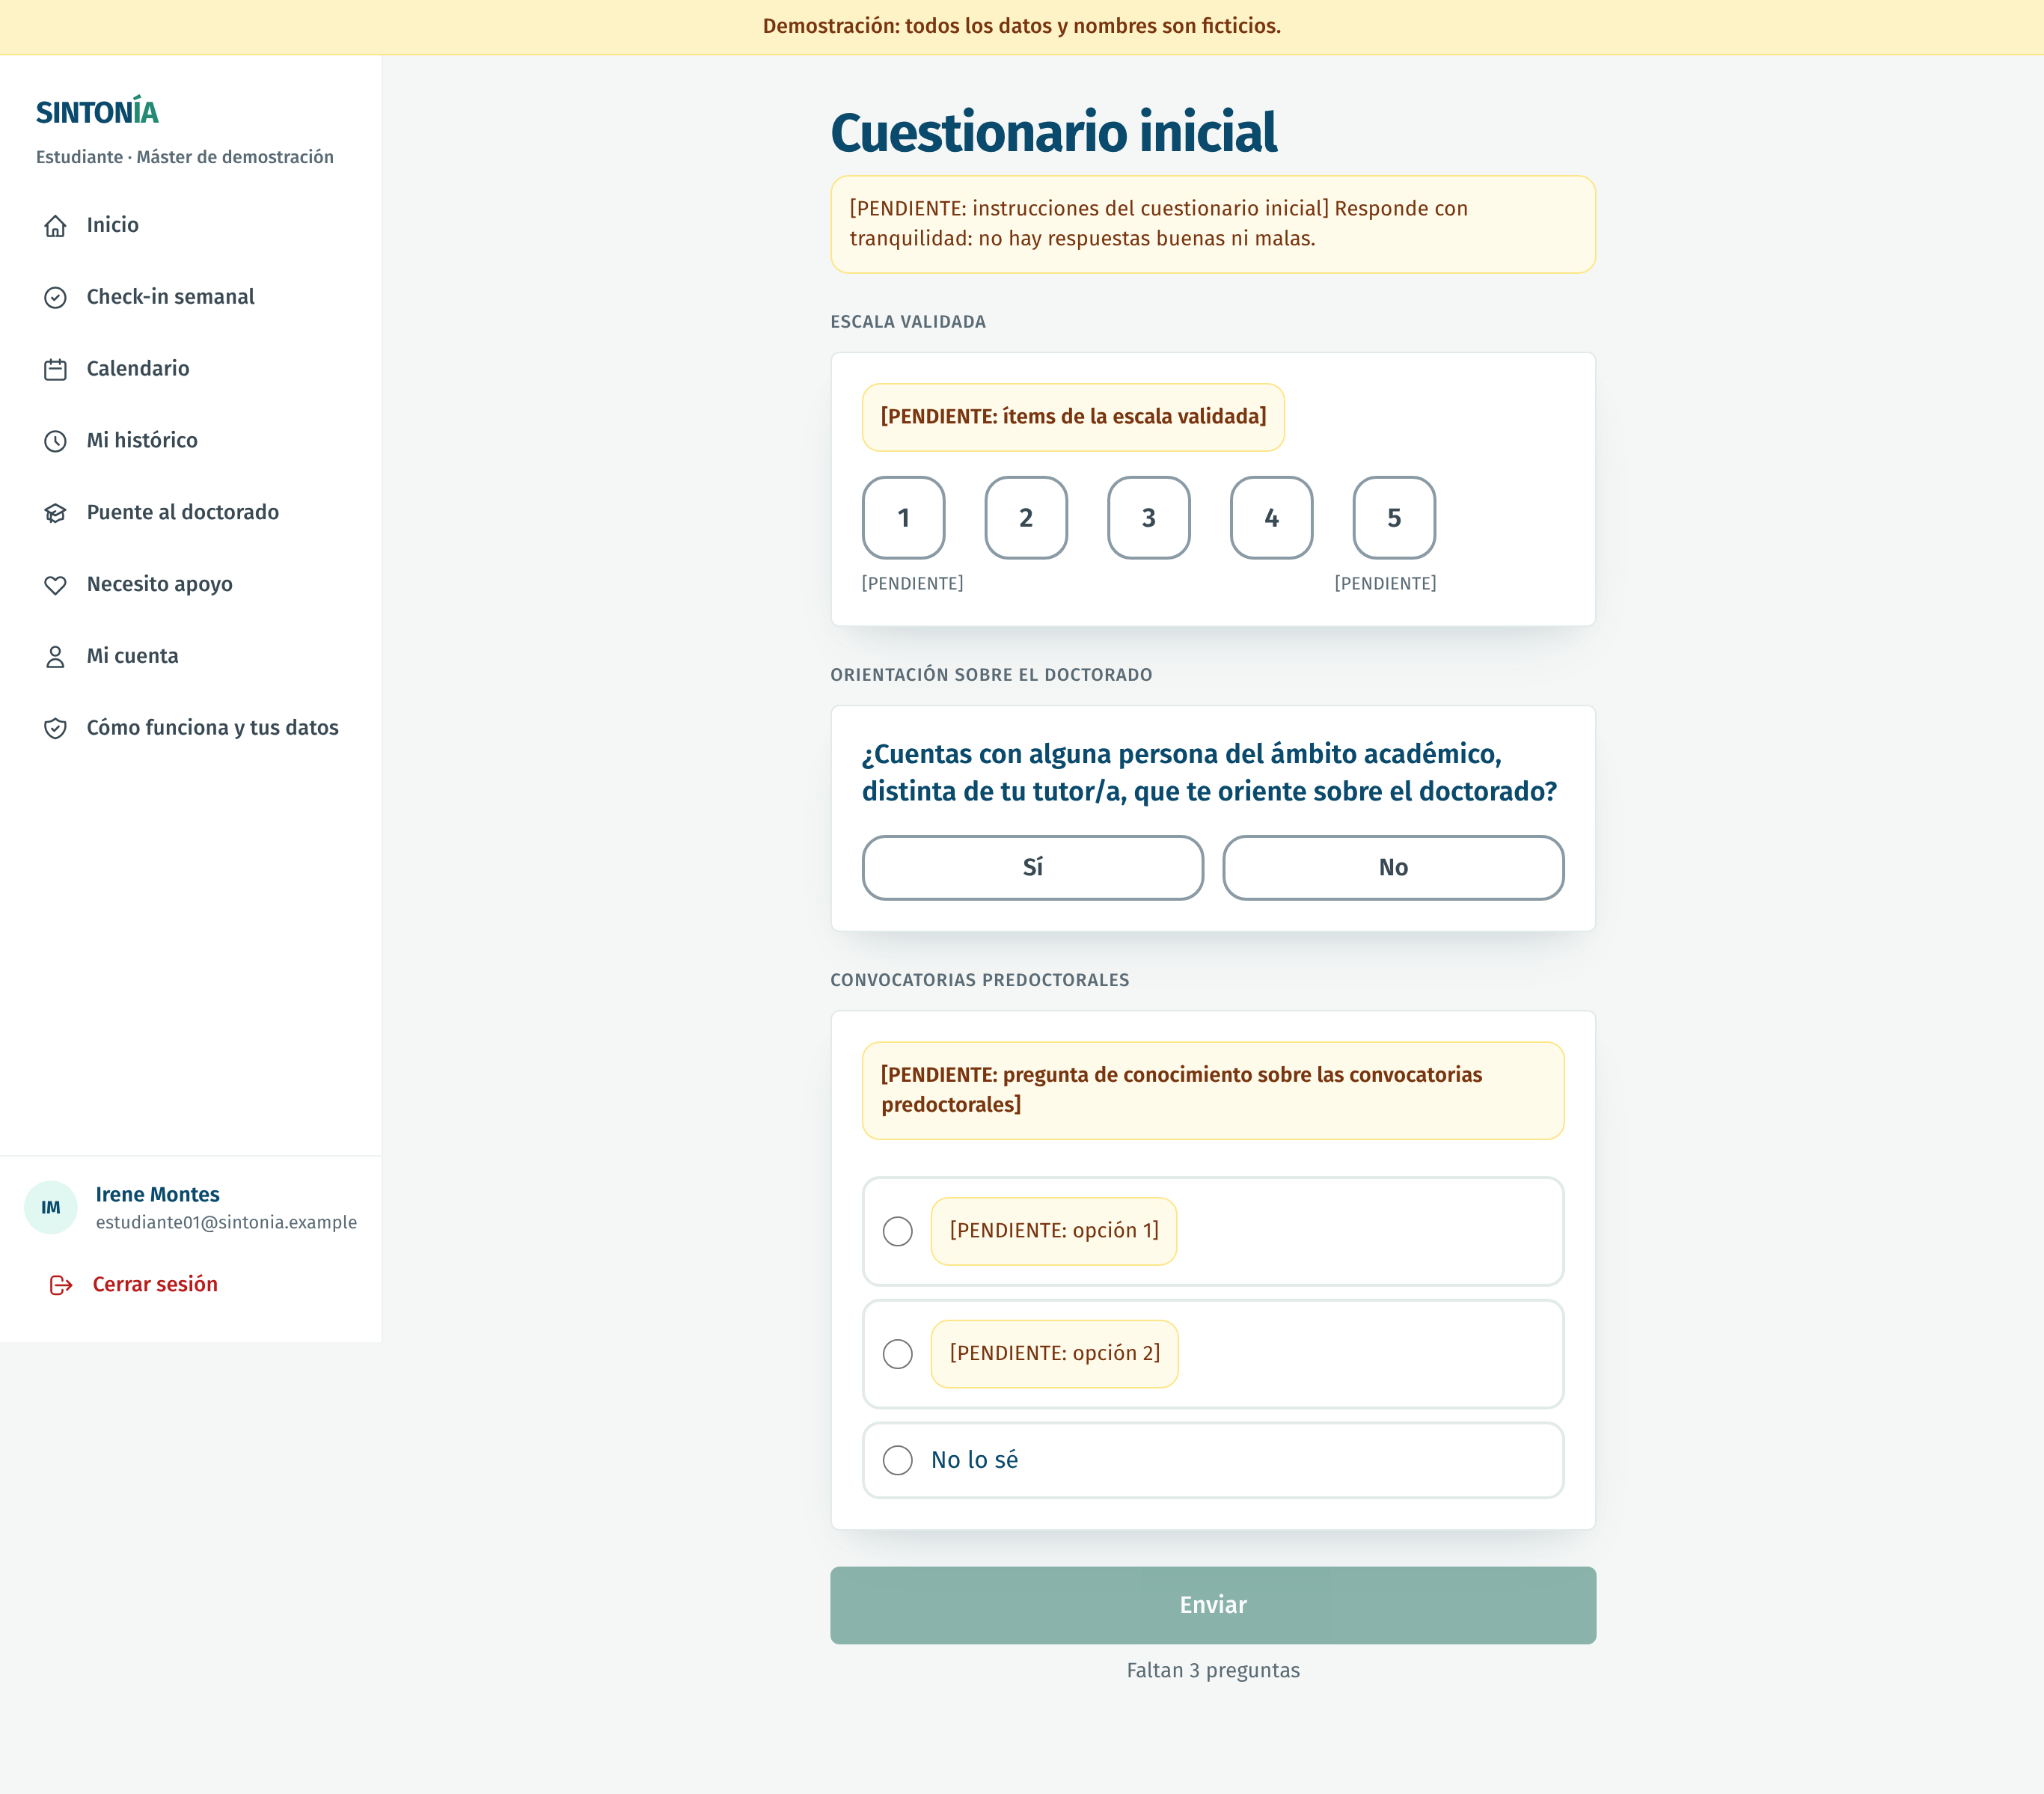 Demostración: todos los datos y nombres son ficticios.
SINTONÍA
Estudiante · Máster de demostración
Inicio
Check-in semanal
Calendario
Mi histórico
Puente al doctorado
Necesito apoyo
Mi cuenta
Cómo funciona y tus datos
IM
Irene Montes
estudiante01@sintonia.example
Cerrar sesión
Cuestionario inicial
[PENDIENTE: instrucciones del cuestionario inicial] Responde con
tranquilidad: no hay respuestas buenas ni malas.
ESCALA VALIDADA
[PENDIENTE: ítems de la escala validada]
1 2 3 4 5
[PENDIENTE] [PENDIENTE]
ORIENTACIÓN SOBRE EL DOCTORADO
¿Cuentas con alguna persona del ámbito académico,
distinta de tu tutor/a, que te oriente sobre el doctorado?
Sí No
CONVOCATORIAS PREDOCTORALES
[PENDIENTE: pregunta de conocimiento sobre las convocatorias
predoctorales]
[PENDIENTE: opción 1]
[PENDIENTE: opción 2]
No lo sé
Enviar
Faltan 3 preguntas